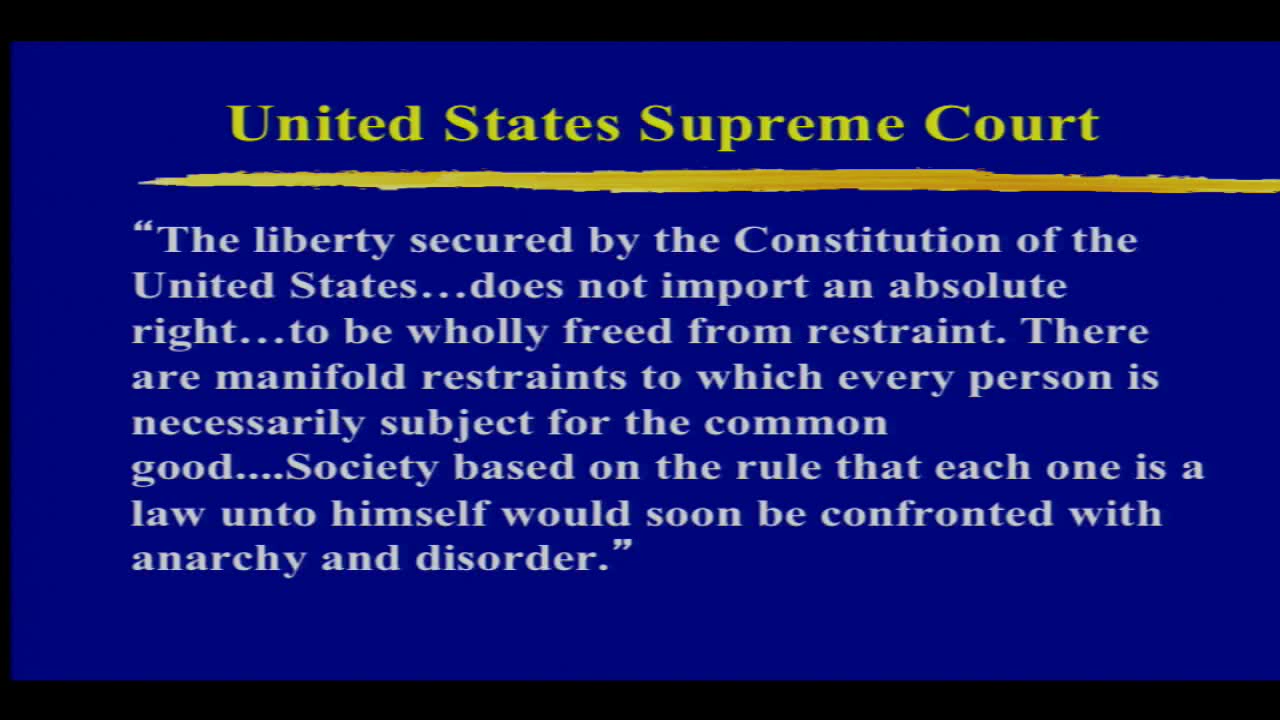 United States Supreme Court
“The liberty secured by the Constitution of the
United States…does not import an absolute
right…to be wholly freed from restraint. There
are manifold restraints to which every person is
necessarily subject for the common
good....Society based on the rule that each one is a
law unto himself would soon be confronted with
anarchy and disorder.”